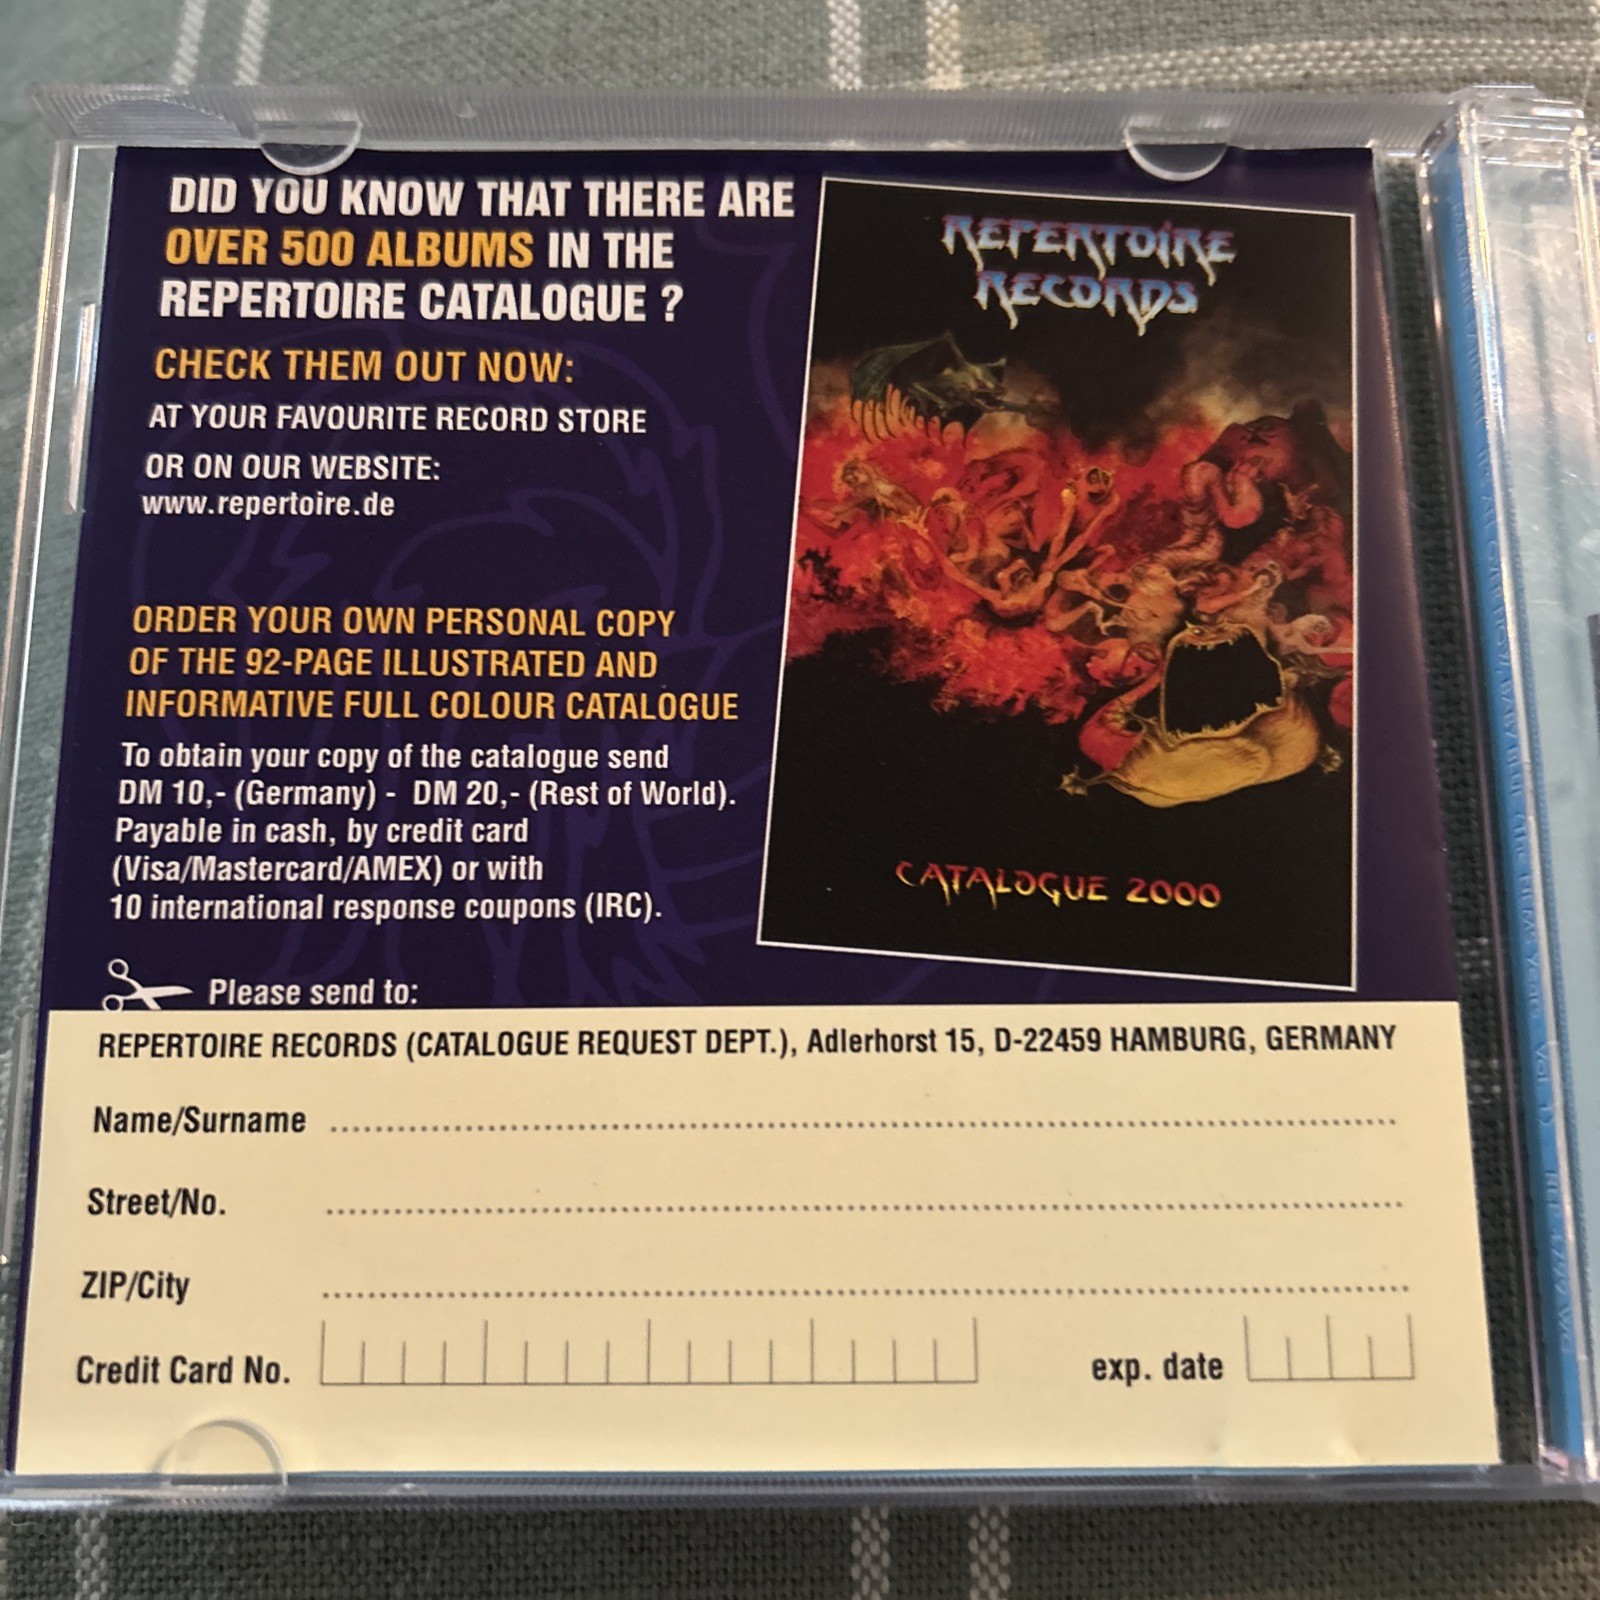 DID YOU KNOW THAT THERE ARE
OVER 500 ALBUMS IN THE
REPERTOIRE CATALOGUE ?
CHECK THEM OUT NOW:
AT YOUR FAVOURITE RECORD STORE
OR ON OUR WEBSITE:
www.repertoire.de
ORDER YOUR OWN PERSONAL COPY
OF THE 92-PAGE ILLUSTRATED AND
INFORMATIVE FULL COLOUR CATALOGUE
To obtain your copy of the catalogue send
DM 10,- (Germany) - DM 20,- (Rest of World).
Payable in cash, by credit card
(Visa/Mastercard/AMEX) or with
10 international response coupons (IRC).
Please send to:
REPERTOIRE
RECORDS
CATALOGUE 2000
REPERTOIRE RECORDS (CATALOGUE REQUEST DEPT.), Adlerhorst 15, D-22459 HAMBURG, GERMANY
Name/Surname
Street/No.
ZIP/City
Credit Card No.
exp. date